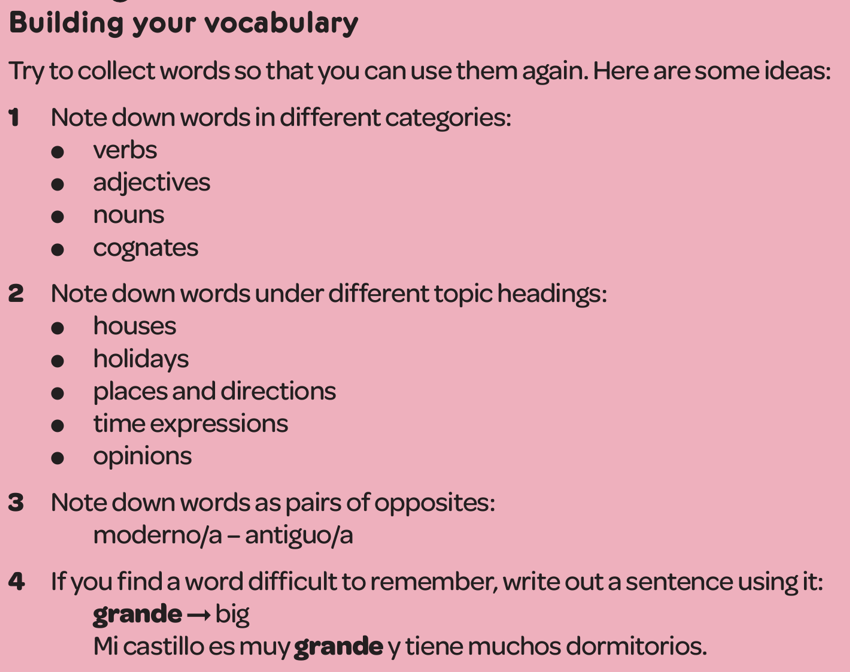 Building your vocabulary
Try to collect words so that you can use them again. Here are some ideas:
1 Note down words in different categories:
● verbs
● adjectives
● nouns
● cognates
2 Note down words under different topic headings:
● houses
● holidays
● places and directions
● time expressions
● opinions
3 Note down words as pairs of opposites:
moderno/a – antiguo/a
4 If you find a word difficult to remember, write out a sentence using it:
grande → big
Mi castillo es muy grande y tiene muchos dormitorios.